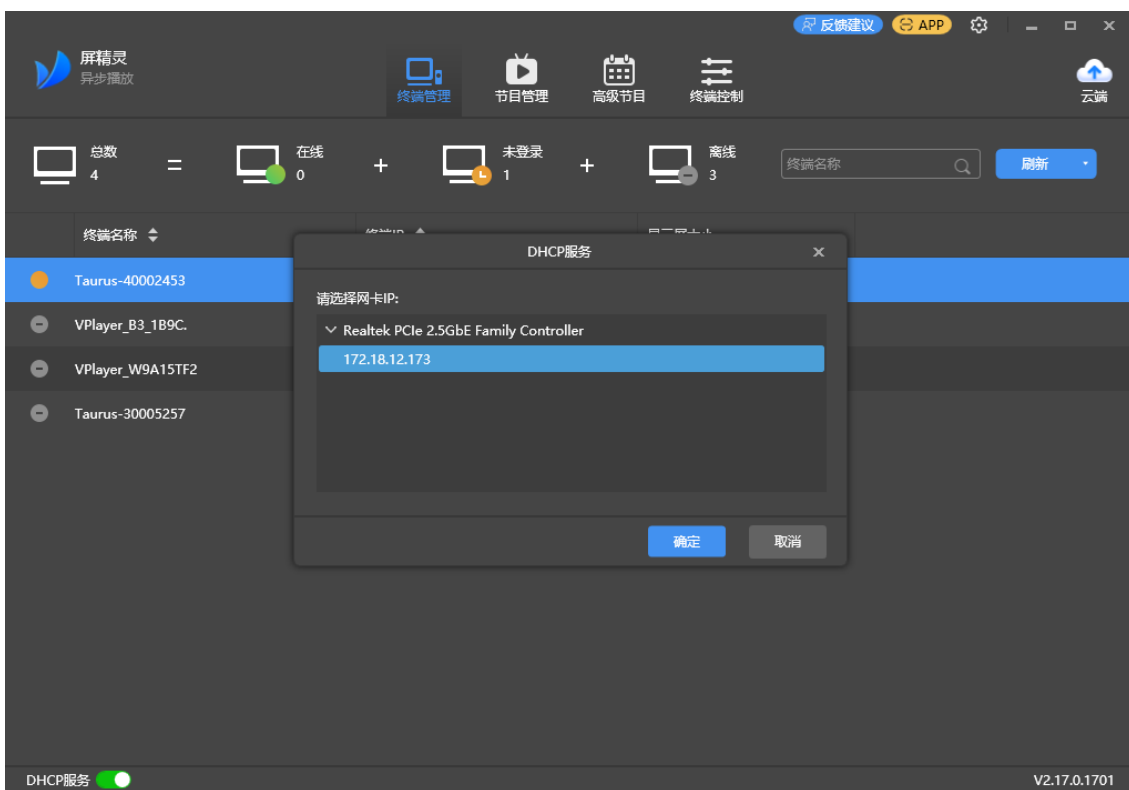 反馈建议 APP
屏精灵
异步播放
终端管理 节目管理 高级节目 终端控制 云端
总数 = 在线 + 未登录 + 离线
4 0 1 3
终端名称 刷新
终端名称
DHCP服务
Taurus-40002453
请选择网卡IP:
VPlayer_B3_1B9C.
Realtek PCIe 2.5GbE Family Controller
172.18.12.173
VPlayer_W9A15TF2
Taurus-30005257
确定 取消
DHCP服务 V2.17.0.1701